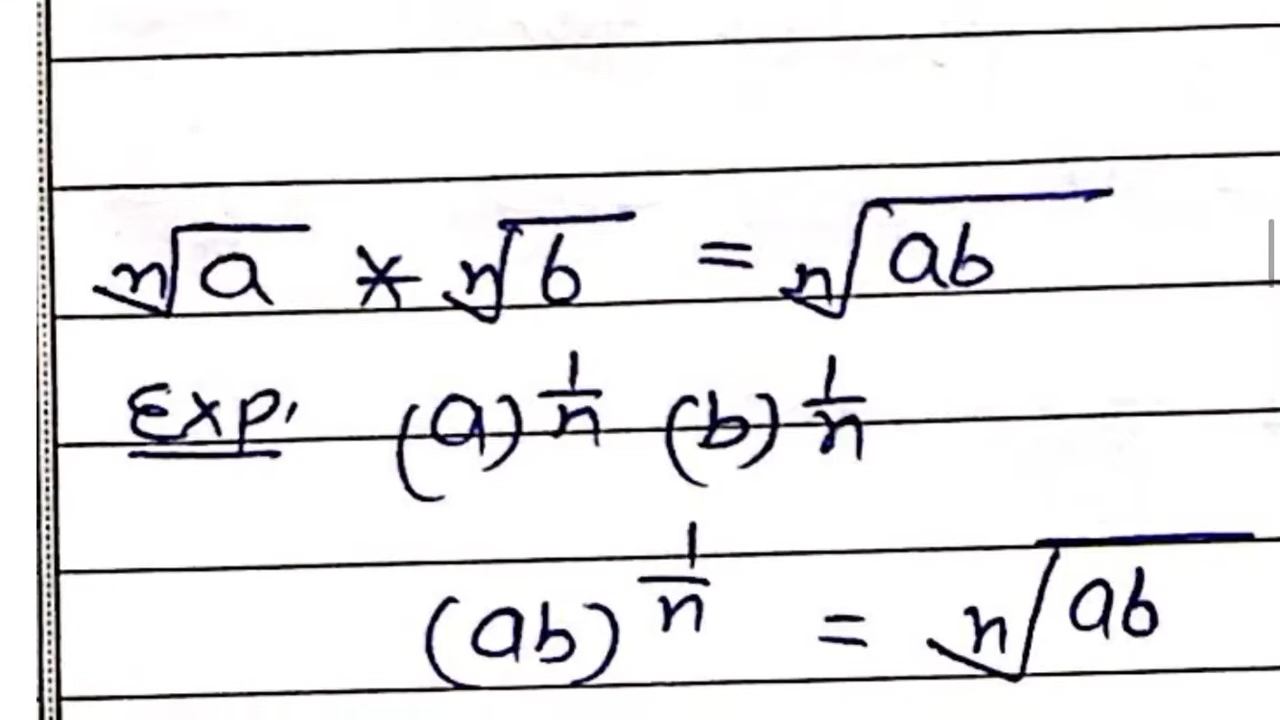 ⁿ√a * ⁿ√b = ⁿ√ab
Exp. (a)^(1/n) (b)^(1/n)
(ab)^(1/n) = ⁿ√ab